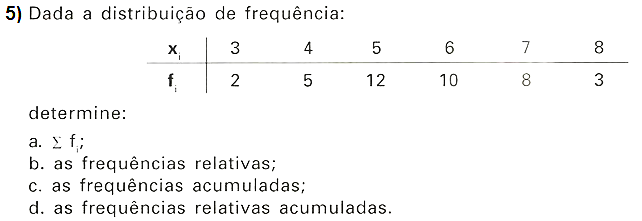 5) Dada a distribuição de frequência:
xi 3 4 5 6 7 8
fi 2 5 12 10 8 3
determine:
a. Σ fi;
b. as frequências relativas;
c. as frequências acumuladas;
d. as frequências relativas acumuladas.